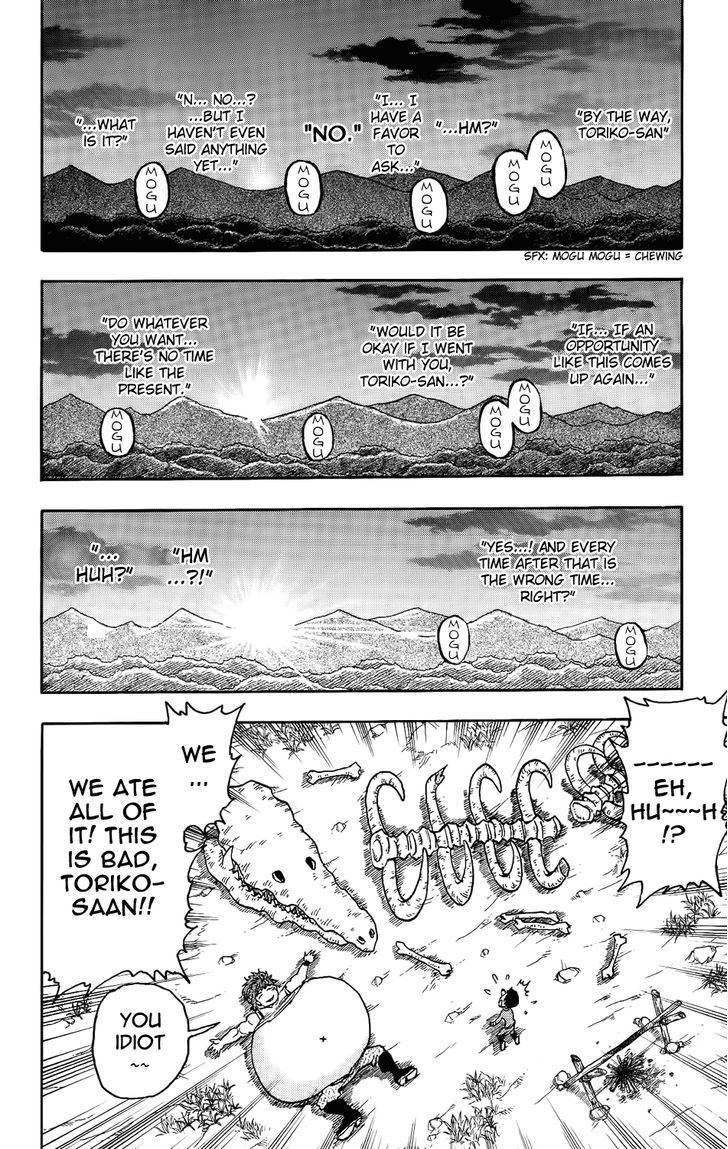 "BY THE WAY,
TORIKO-SAN"
MOGU
MOGU
"...HM?"
"I... I
HAVE A
FAVOR
TO
ASK..."
MOGU
"NO."
MOGU
"N... NO...?
...BUT I
HAVEN'T EVEN
SAID ANYTHING
YET..."
"...WHAT
IS IT?"
MOGU
SFX: MOGU MOGU = CHEWING
"IF... IF AN
OPPORTUNITY
LIKE THIS COMES
UP AGAIN..."
MOGU
MOGU
"WOULD IT BE
OKAY IF I WENT
WITH YOU,
TORIKO-SAN...?"
MOGU
"DO WHATEVER
YOU WANT...
THERE'S NO TIME
LIKE THE
PRESENT."
MOGU
MOGU
"YES...! AND EVERY
TIME AFTER THAT IS
THE WRONG TIME...
RIGHT?"
MOGU
"HM
...?!"
"...
HUH?"
------
EH,
HU~~~H
!?
WE
...
WE ATE
ALL OF
IT! THIS
IS BAD,
TORIKO-
SAAN!!
YOU
IDIOT
~~